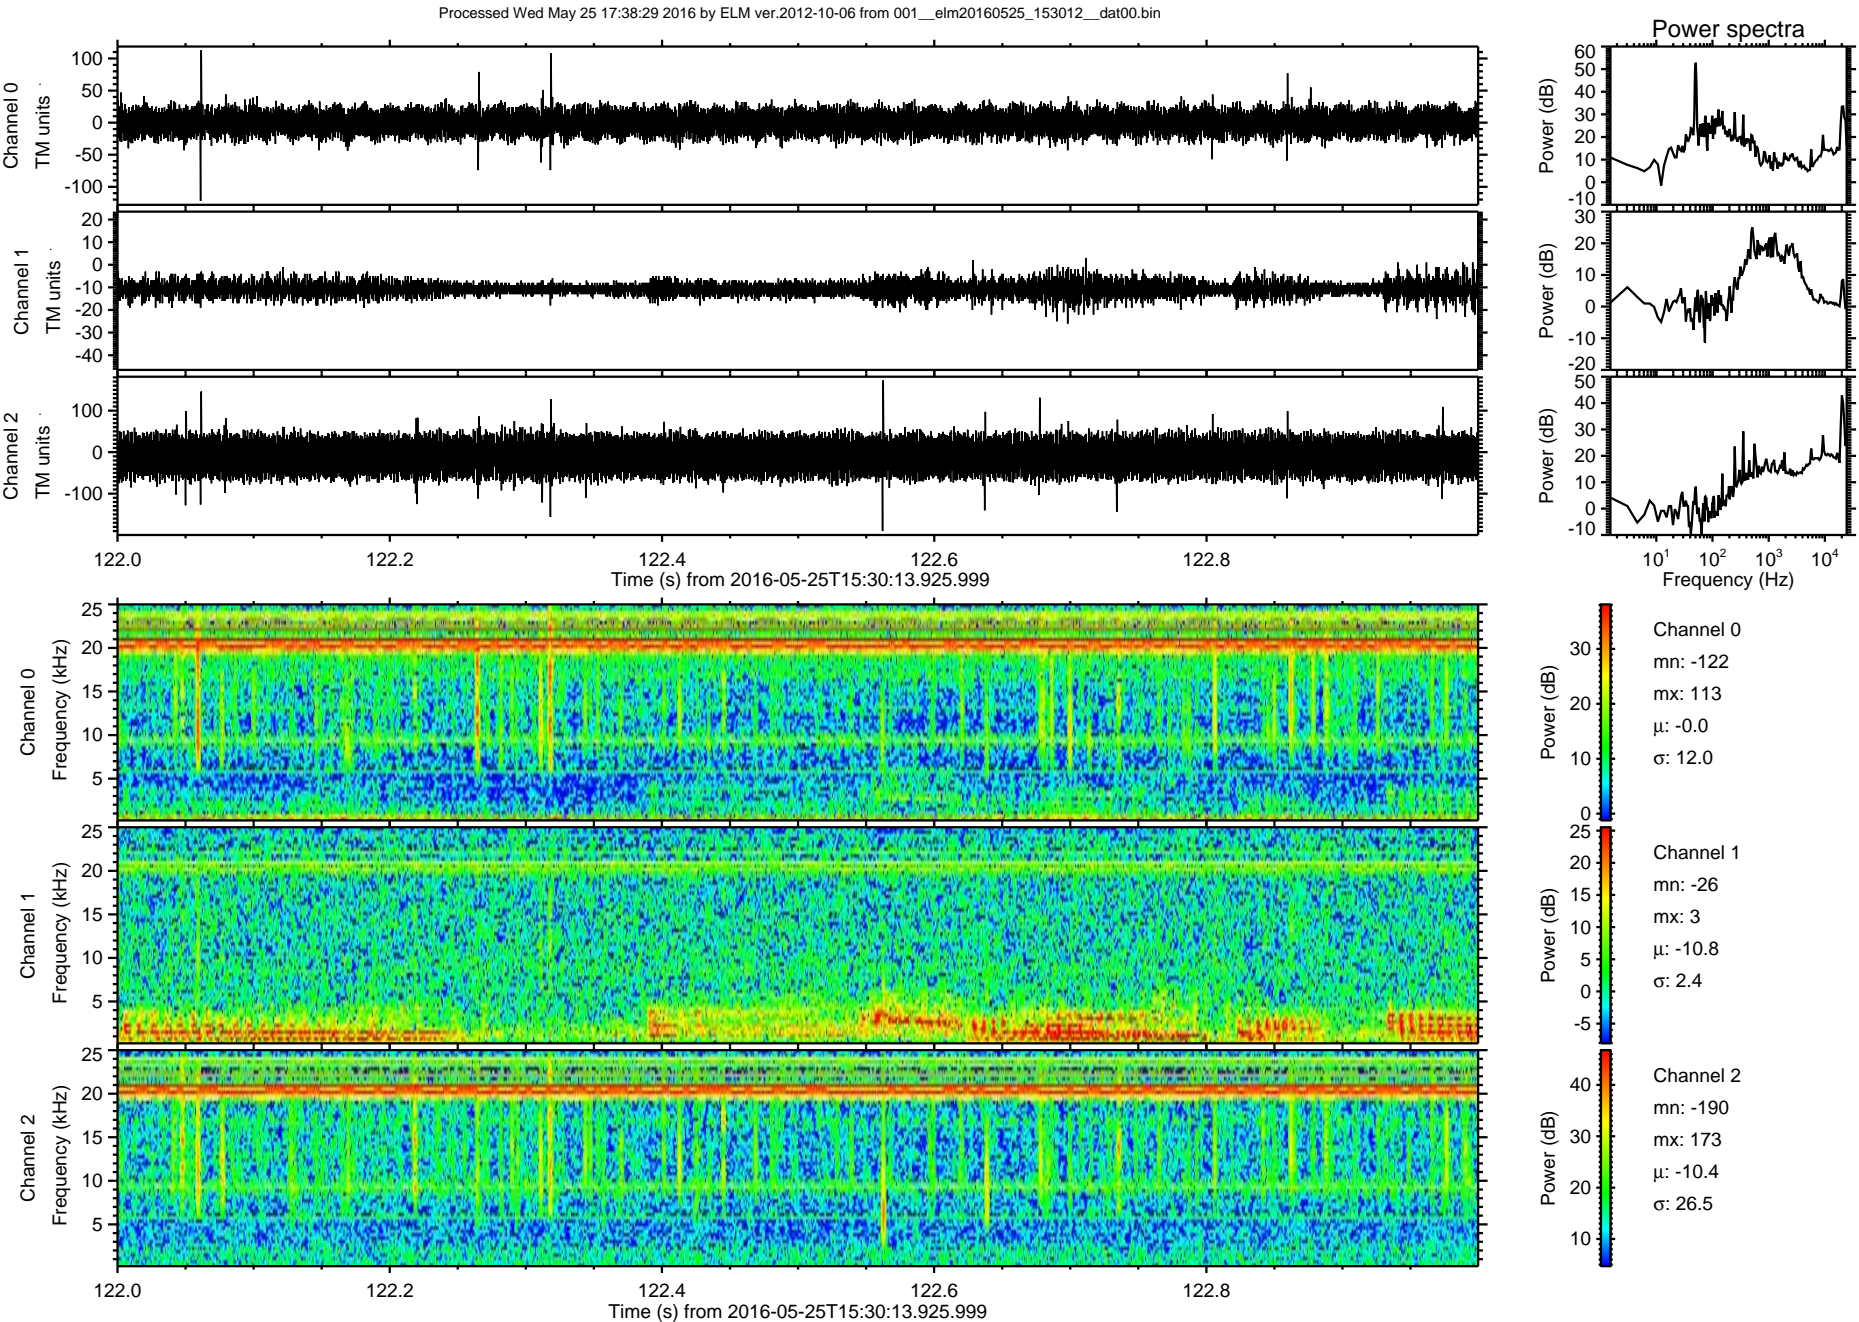 Processed Wed May 25 17:38:29 2016 by ELM ver.2012-10-06 from 001__elm20160525_153012__dat00.bin
Power spectra
Channel 0
TM units
100
50
0
-50
-100
Power (dB)
60
50
40
30
20
10
0
-10
Channel 1
TM units
20
10
0
-10
-20
-30
-40
Power (dB)
30
20
10
0
-10
-20
Channel 2
TM units
100
0
-100
Power (dB)
50
40
30
20
10
0
-10
122.0 122.2 122.4 122.6 122.8
Time (s) from 2016-05-25T15:30:13.925.999
10¹ 10² 10³ 10⁴
Frequency (Hz)
Channel 0
Frequency (kHz)
25
20
15
10
5
Power (dB)
30
20
10
0
Channel 0
mn: -122
mx: 113
μ: -0.0
σ: 12.0
Channel 1
Frequency (kHz)
25
20
15
10
5
Power (dB)
25
20
15
10
5
0
-5
Channel 1
mn: -26
mx: 3
μ: -10.8
σ: 2.4
Channel 2
Frequency (kHz)
25
20
15
10
5
Power (dB)
40
30
20
10
Channel 2
mn: -190
mx: 173
μ: -10.4
σ: 26.5
122.0 122.2 122.4 122.6 122.8
Time (s) from 2016-05-25T15:30:13.925.999